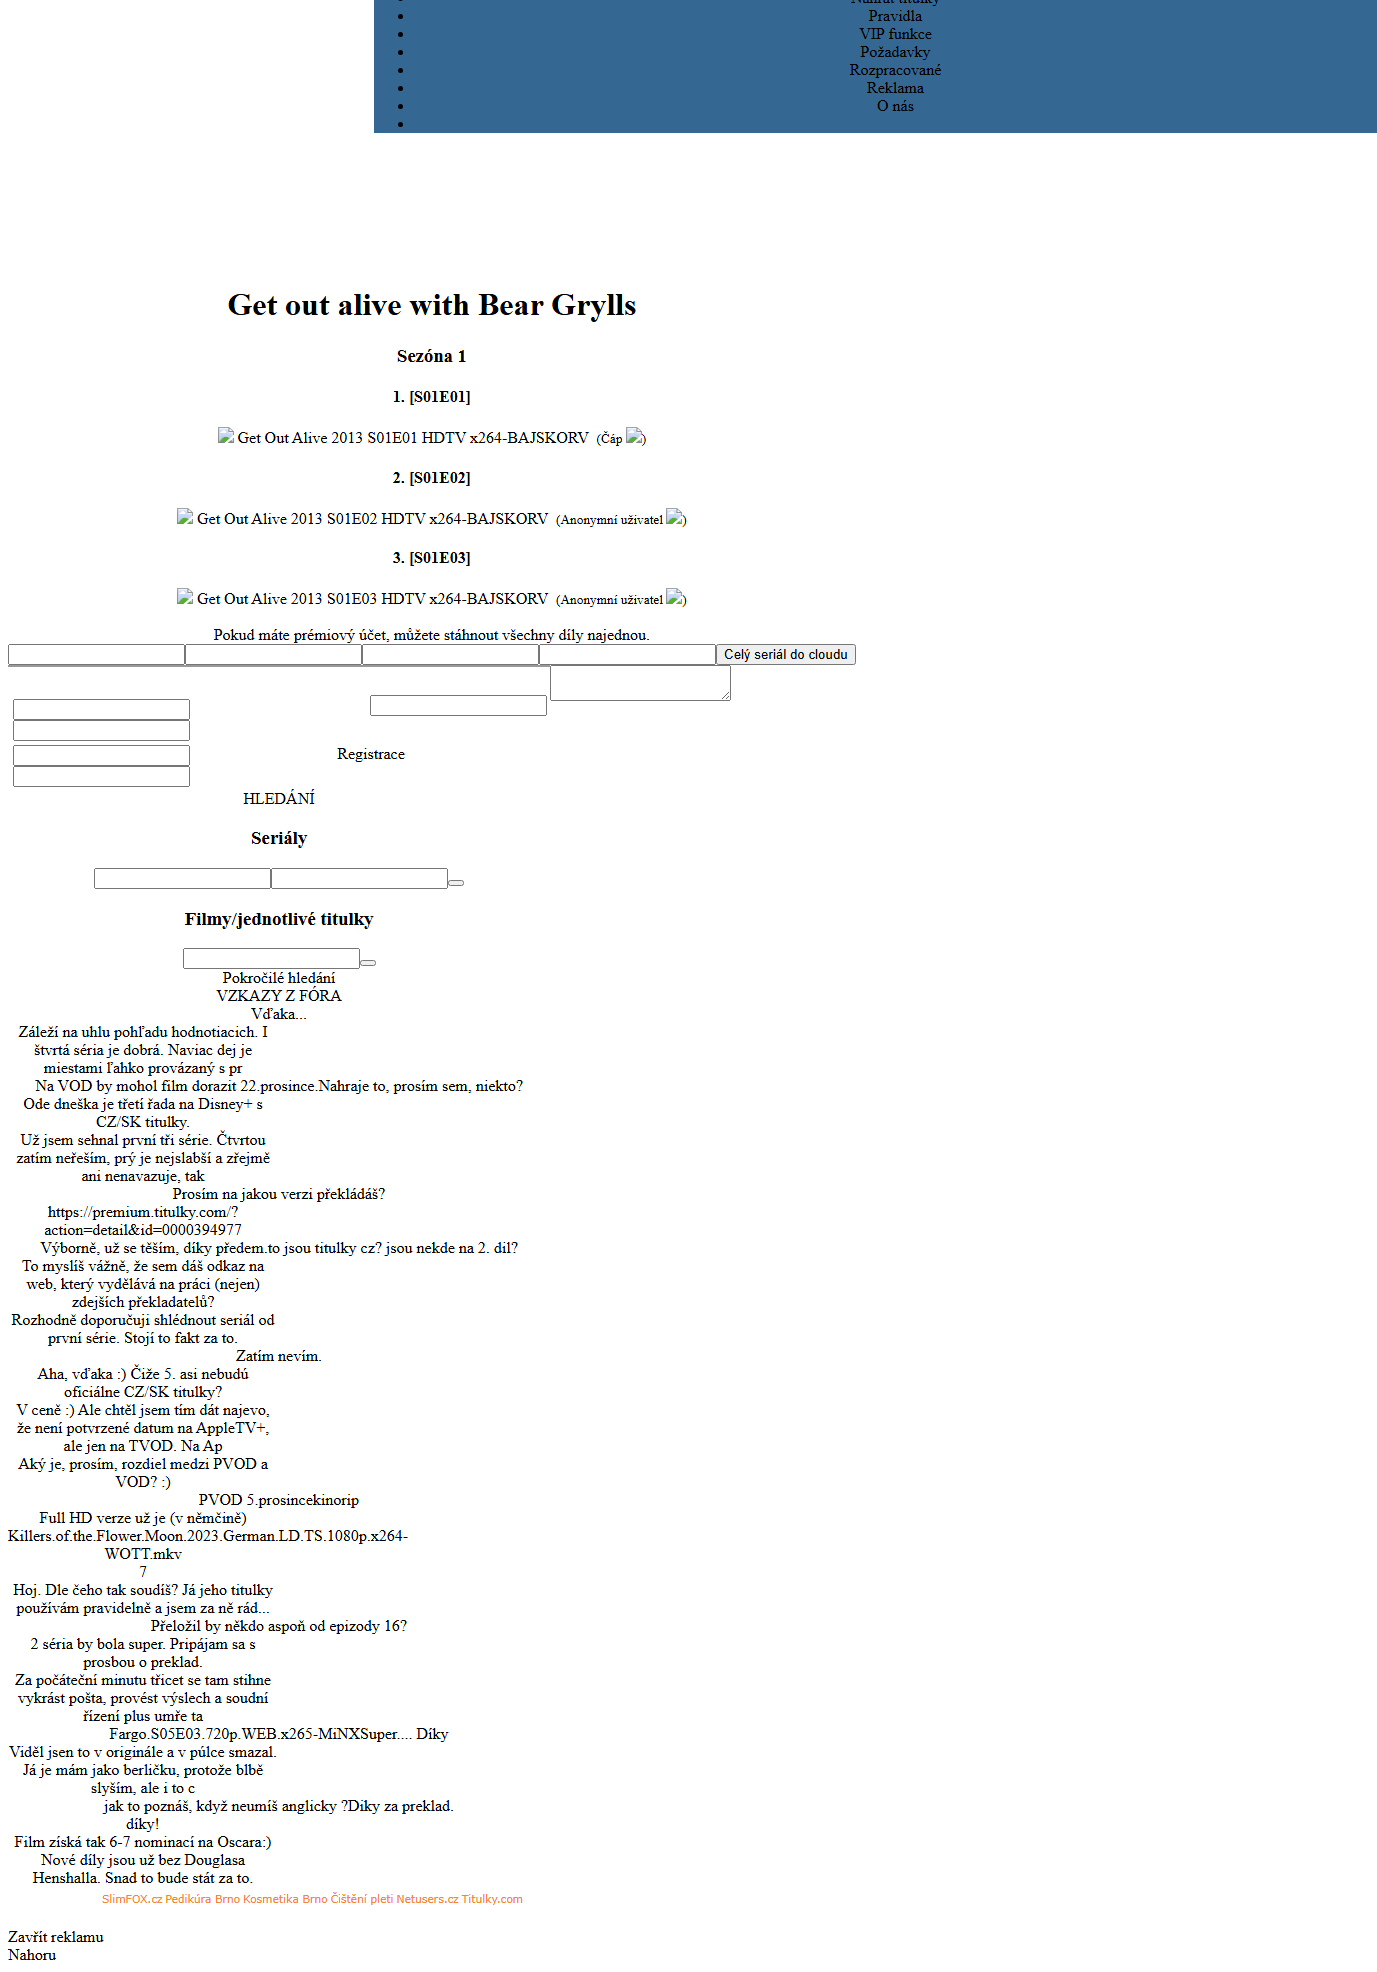 Nahrát titulky
Pravidla
VIP funkce
Požadavky
Rozpracované
Reklama
O nás
Get out alive with Bear Grylls
Sezóna 1
1. [S01E01]
Get Out Alive 2013 S01E01 HDTV x264-BAJSKORV (Čáp )
2. [S01E02]
Get Out Alive 2013 S01E02 HDTV x264-BAJSKORV (Anonymní uživatel )
3. [S01E03]
Get Out Alive 2013 S01E03 HDTV x264-BAJSKORV (Anonymní uživatel )
Pokud máte prémiový účet, můžete stáhnout všechny díly najednou.
Celý seriál do cloudu
Registrace
HLEDÁNÍ
Seriály
Filmy/jednotlivé titulky
Pokročilé hledání
VZKAZY Z FÓRA
Vďaka...
Záleží na uhlu pohľadu hodnotiacich. I
štvrtá séria je dobrá. Naviac dej je
miestami ľahko provázaný s pr
Na VOD by mohol film dorazit 22.prosince.Nahraje to, prosím sem, niekto?
Ode dneška je třetí řada na Disney+ s
CZ/SK titulky.
Už jsem sehnal první tři série. Čtvrtou
zatím neřeším, prý je nejslabší a zřejmě
ani nenavazuje, tak
Prosím na jakou verzi překládáš?
https://premium.titulky.com/?
action=detail&id=0000394977
Výborně, už se těším, díky předem.to jsou titulky cz? jsou nekde na 2. dil?
To myslíš vážně, že sem dáš odkaz na
web, který vydělává na práci (nejen)
zdejších překladatelů?
Rozhodně doporučuji shlédnout seriál od
první série. Stojí to fakt za to.
Zatím nevím.
Aha, vďaka :) Čiže 5. asi nebudú
oficiálne CZ/SK titulky?
V ceně :) Ale chtěl jsem tím dát najevo,
že není potvrzené datum na AppleTV+,
ale jen na TVOD. Na Ap
Aký je, prosím, rozdiel medzi PVOD a
VOD? :)
PVOD 5.prosincekinorip
Full HD verze už je (v němčině)
Killers.of.the.Flower.Moon.2023.German.LD.TS.1080p.x264-
WOTT.mkv
7
Hoj. Dle čeho tak soudíš? Já jeho titulky
používám pravidelně a jsem za ně rád...
Přeložil by někdo aspoň od epizody 16?
2 séria by bola super. Pripájam sa s
prosbou o preklad.
Za počáteční minutu třicet se tam stihne
vykrást pošta, provést výslech a soudní
řízení plus umře ta
Fargo.S05E03.720p.WEB.x265-MiNXSuper.... Díky
Viděl jsen to v originále a v púlce smazal.
Já je mám jako berličku, protože blbě
slyším, ale i to c
jak to poznáš, když neumíš anglicky ?Diky za preklad.
díky!
Film získá tak 6-7 nominací na Oscara:)
Nové díly jsou už bez Douglasa
Henshalla. Snad to bude stát za to.
SlimFOX.cz Pedikúra Brno Kosmetika Brno Čištění pleti Netusers.cz Titulky.com
Zavřít reklamu
Nahoru